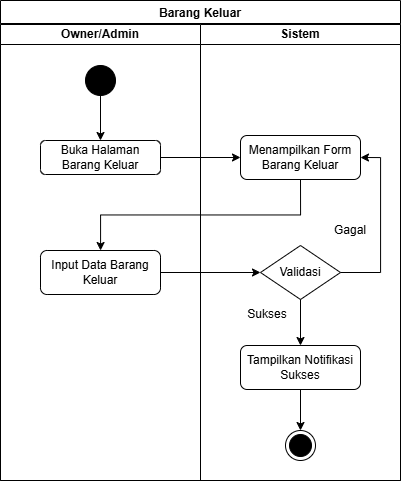 Barang Keluar
Owner/Admin
Sistem
Buka Halaman
Barang Keluar
Menampilkan Form
Barang Keluar
Gagal
Input Data Barang
Keluar
Validasi
Sukses
Tampilkan Notifikasi
Sukses